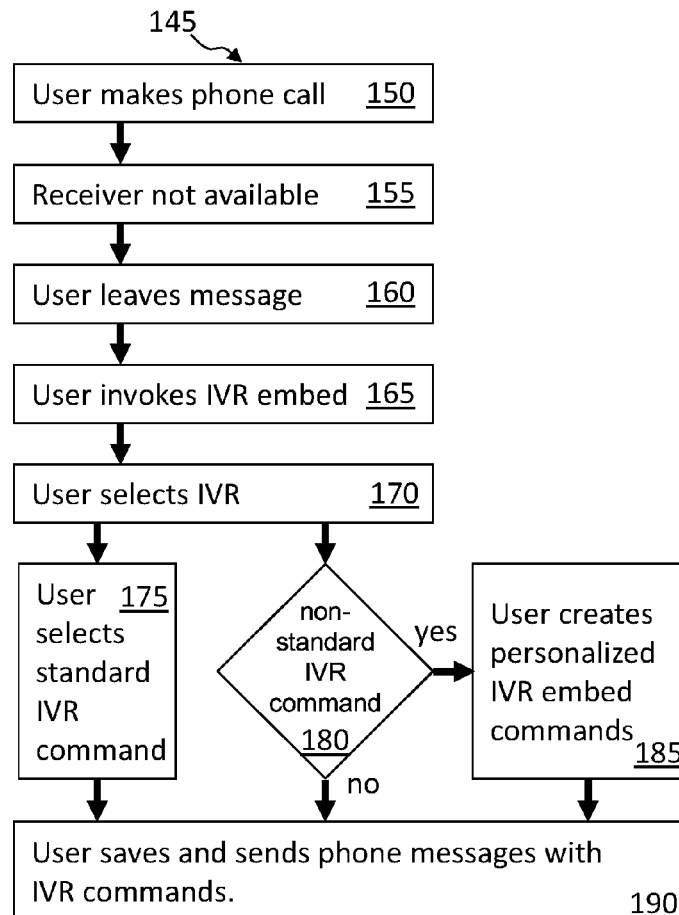 145
User makes phone call 150
Receiver not available 155
User leaves message 160
User invokes IVR embed 165
User selects IVR 170
User 175
selects
standard
IVR
command
non-
standard
IVR
command
180
yes
no
User creates
personalized
IVR embed
commands
185
User saves and sends phone messages with
IVR commands.
190